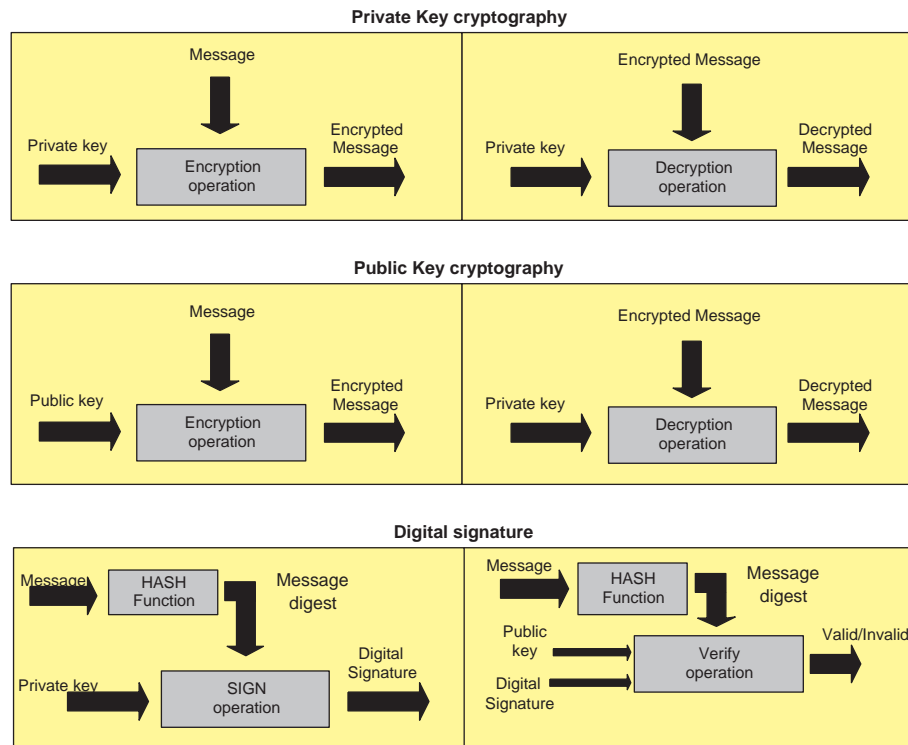 Private Key cryptography
Message
Private key
Encryption
operation
Encrypted
Message
Encrypted Message
Private key
Decryption
operation
Decrypted
Message
Public Key cryptography
Message
Public key
Encryption
operation
Encrypted
Message
Encrypted Message
Private key
Decryption
operation
Decrypted
Message
Digital signature
Message
HASH
Function
Message
digest
Private key
SIGN
operation
Digital
Signature
Message
HASH
Function
Message
digest
Public
key
Digital
Signature
Verify
operation
Valid/Invalid